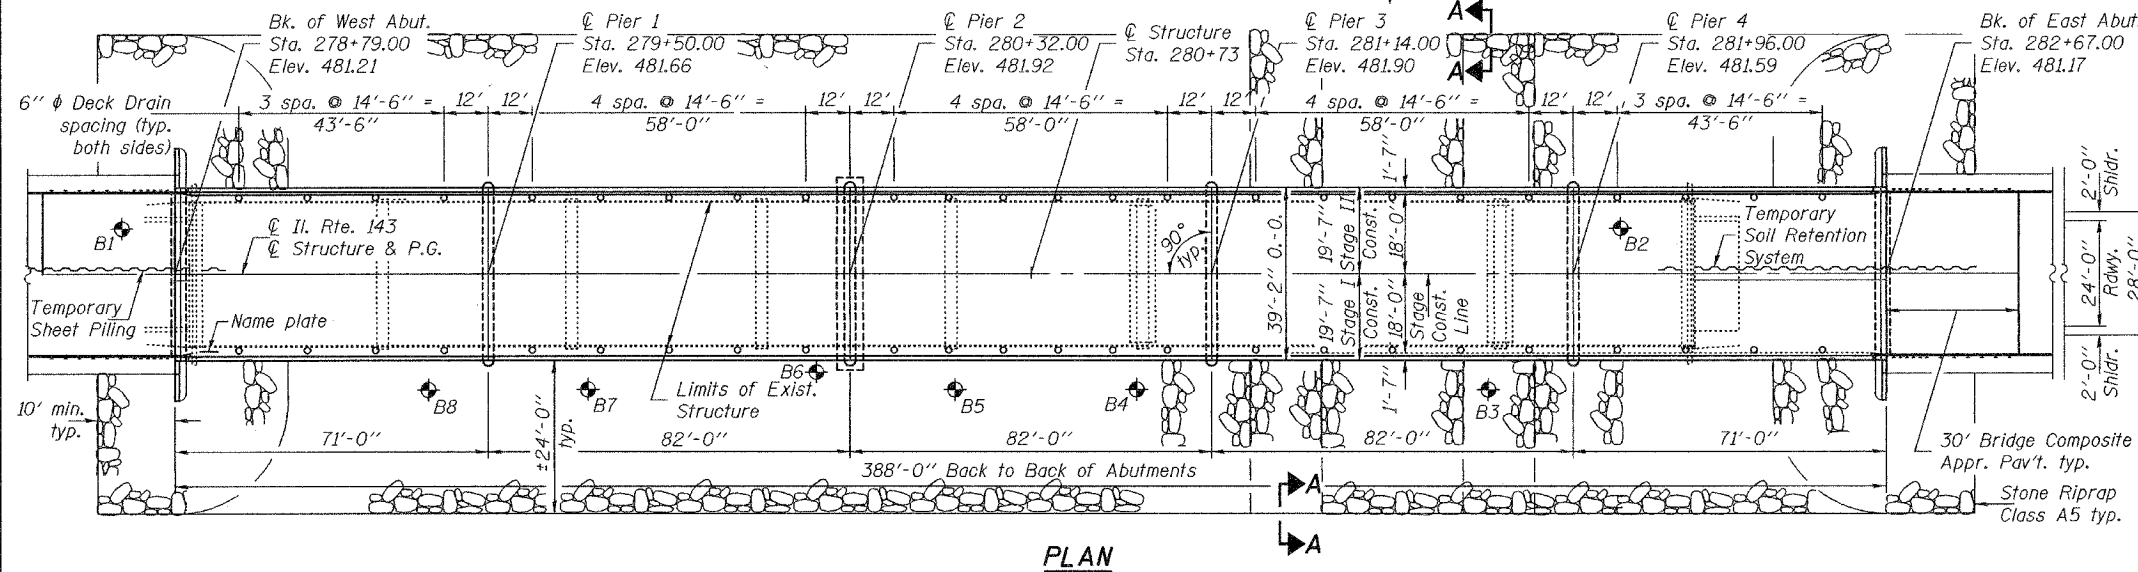 Bk. of West Abut.
Sta. 278+79.00
Elev. 481.21
℄ Pier 1
Sta. 279+50.00
Elev. 481.66
℄ Pier 2
Sta. 280+32.00
Elev. 481.92
℄ Structure
Sta. 280+73
℄ Pier 3
Sta. 281+14.00
Elev. 481.90
A
A
℄ Pier 4
Sta. 281+96.00
Elev. 481.59
Bk. of East Abut.
Sta. 282+67.00
Elev. 481.17
6" φ Deck Drain
spacing (typ.
both sides)
3 spa. @ 14'-6" =
43'-6"
12'
12'
4 spa. @ 14'-6" =
58'-0"
12'
12'
4 spa. @ 14'-6" =
58'-0"
12'
12'
4 spa. @ 14'-6" =
58'-0"
12'
12'
3 spa. @ 14'-6" =
43'-6"
B1
℄ Il. Rte. 143
℄ Structure & P.G.
90°
typ.
39'-2" O.-O.
19'-7"
Stage II
Const.
19'-7"
Stage I
Const.
1'-7"
18'-0"
18'-0"
1'-7"
Stage
Const.
Line
B2
Temporary
Soil Retention
System
2'-0"
Shldr.
24'-0"
Rdwy.
28'-0"
2'-0"
Shldr.
Temporary
Sheet Piling
Name plate
B8
B7
B6
Limits of Exist.
Structure
B5
B4
B3
10' min.
typ.
±24'-0"
typ.
71'-0"
82'-0"
82'-0"
82'-0"
71'-0"
388'-0" Back to Back of Abutments
30' Bridge Composite
Appr. Pav't. typ.
Stone Riprap
Class A5 typ.
A
A
PLAN